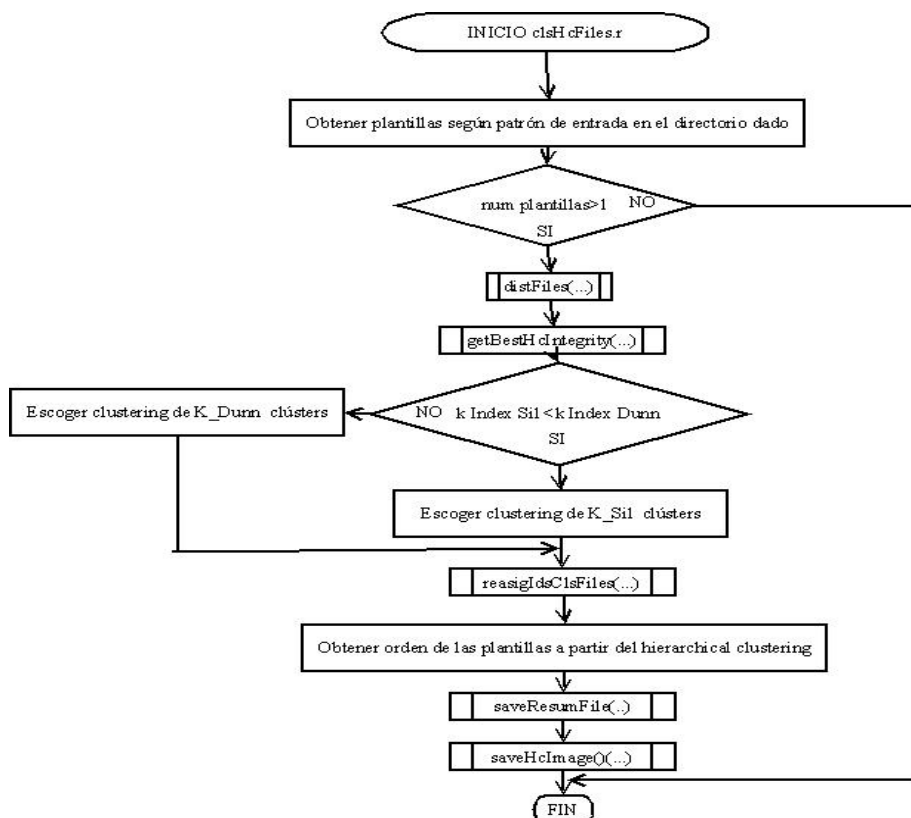 INICIO clsHcFiles.r
Obtener plantillas según patrón de entrada en el directorio dado
num plantillas>1 NO
SI
distFiles(...)
getBestHcIntegrity(...)
Escoger clustering de K_Dunn clústers
NO k Index Sil<k Index Dunn
SI
Escoger clustering de K_Sil clústers
reasigIdsClsFiles(...)
Obtener orden de las plantillas a partir del hierarchical clustering
saveResumFile(..)
saveHcImage()(...)
FIN